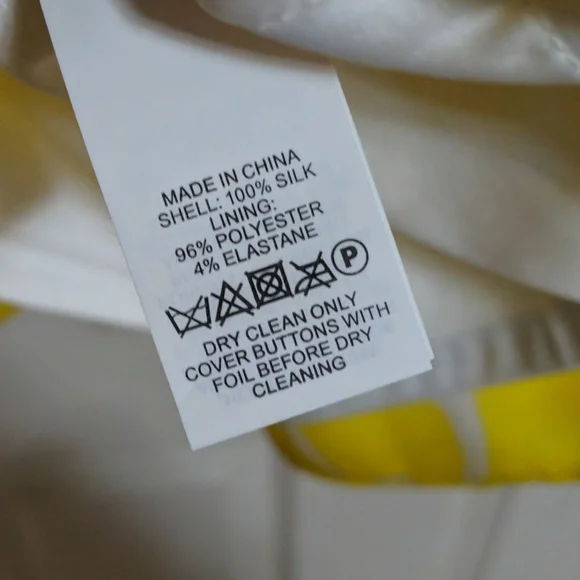 MADE IN CHINA
SHELL: 100% SILK
LINING:
96% POLYESTER
4% ELASTANE
P
DRY CLEAN ONLY
COVER BUTTONS WITH
FOIL BEFORE DRY
CLEANING